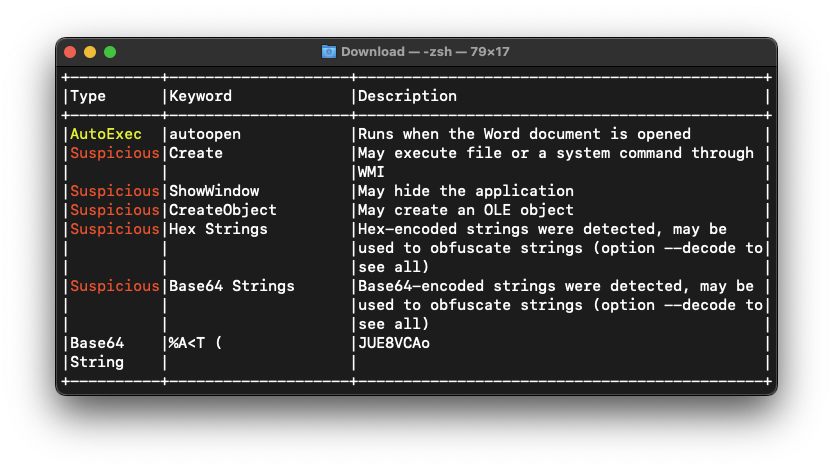 Download — -zsh — 79×17
+----------+--------------------+---------------------------------------------+
|Type      |Keyword             |Description                                  |
+----------+--------------------+---------------------------------------------+
|AutoExec  |autoopen            |Runs when the Word document is opened        |
|Suspicious|Create              |May execute file or a system command through |
|          |                    |WMI                                          |
|Suspicious|ShowWindow          |May hide the application                     |
|Suspicious|CreateObject        |May create an OLE object                     |
|Suspicious|Hex Strings         |Hex-encoded strings were detected, may be    |
|          |                    |used to obfuscate strings (option --decode to|
|          |                    |see all)                                     |
|Suspicious|Base64 Strings      |Base64-encoded strings were detected, may be |
|          |                    |used to obfuscate strings (option --decode to|
|          |                    |see all)                                     |
|Base64    |%A<T (              |JUE8VCAo                                     |
|String    |                    |                                             |
+----------+--------------------+---------------------------------------------+